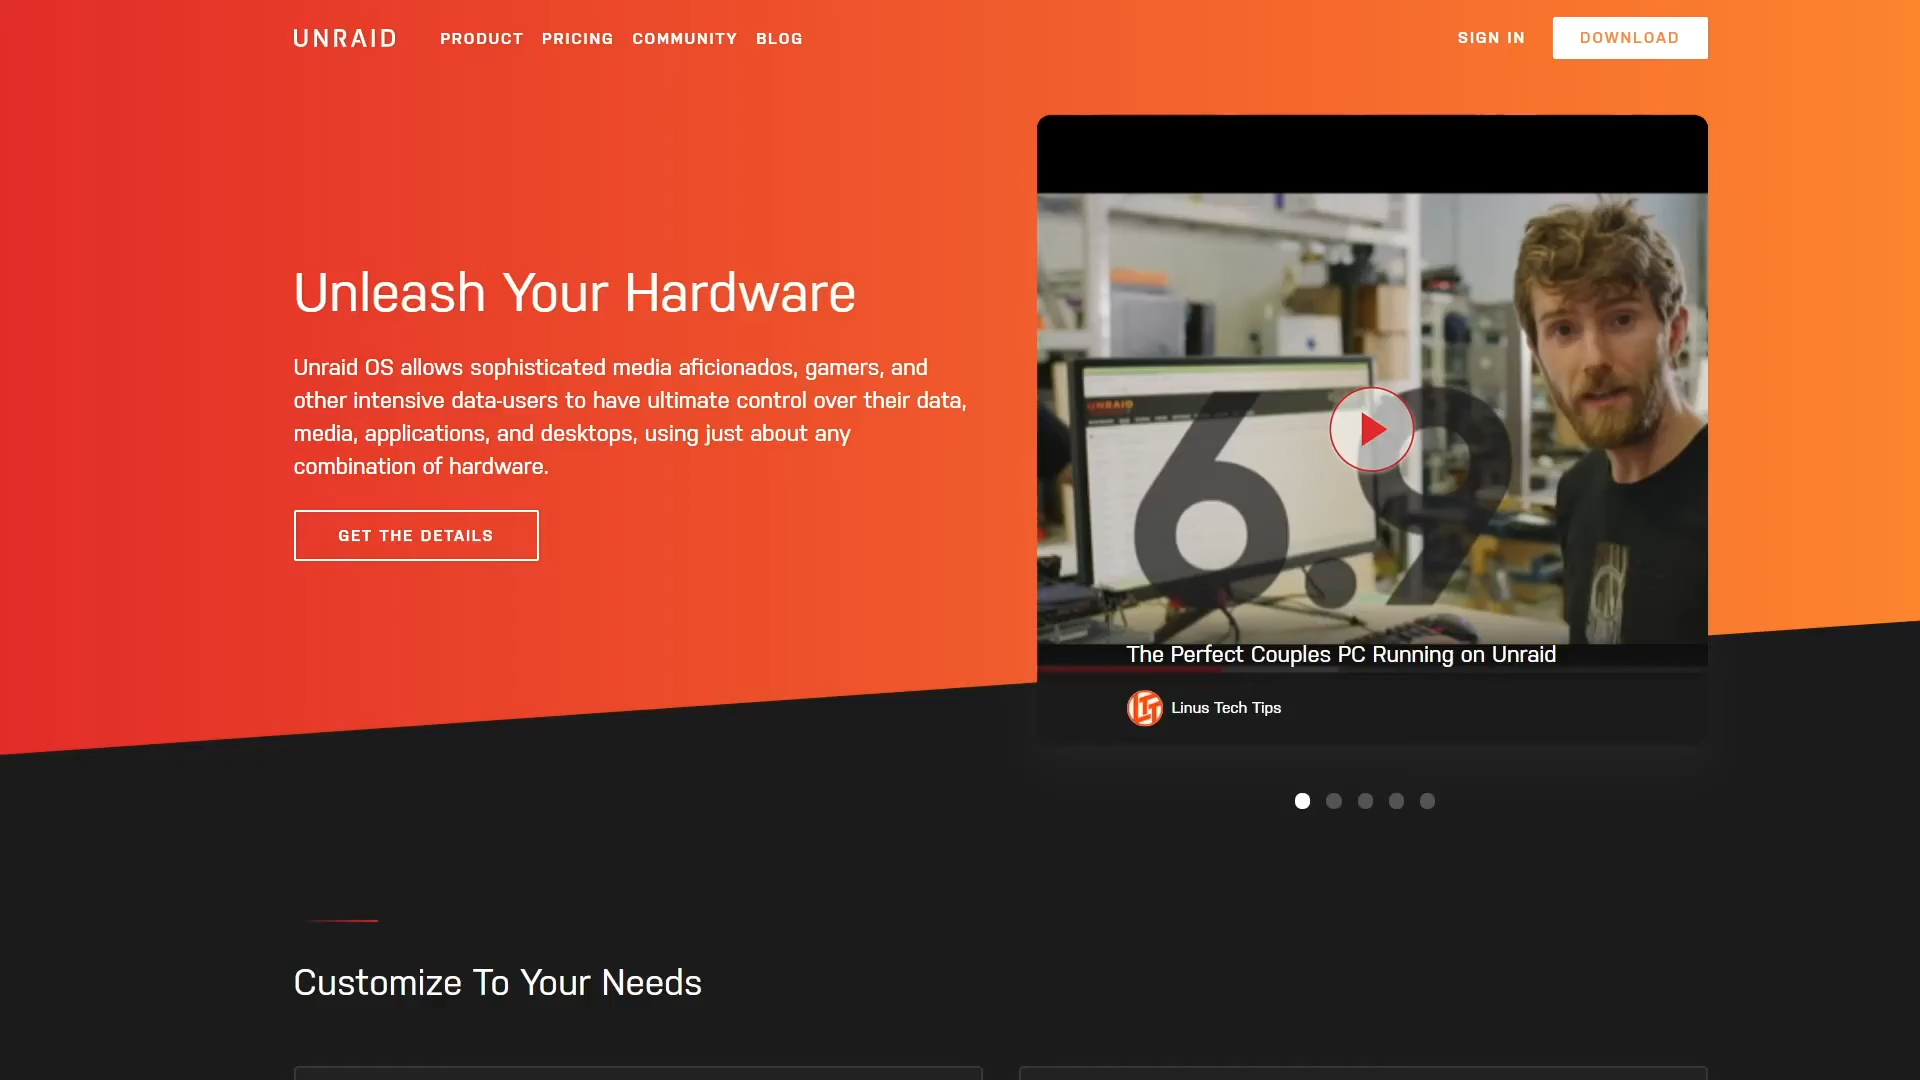 UNRAID
PRODUCT PRICING COMMUNITY BLOG
SIGN IN
DOWNLOAD
Unleash Your Hardware
Unraid OS allows sophisticated media aficionados, gamers, and
other intensive data-users to have ultimate control over their data,
media, applications, and desktops, using just about any
combination of hardware.
GET THE DETAILS
UNRAID
6.9
The Perfect Couples PC Running on Unraid
LTT
Linus Tech Tips
Customize To Your Needs